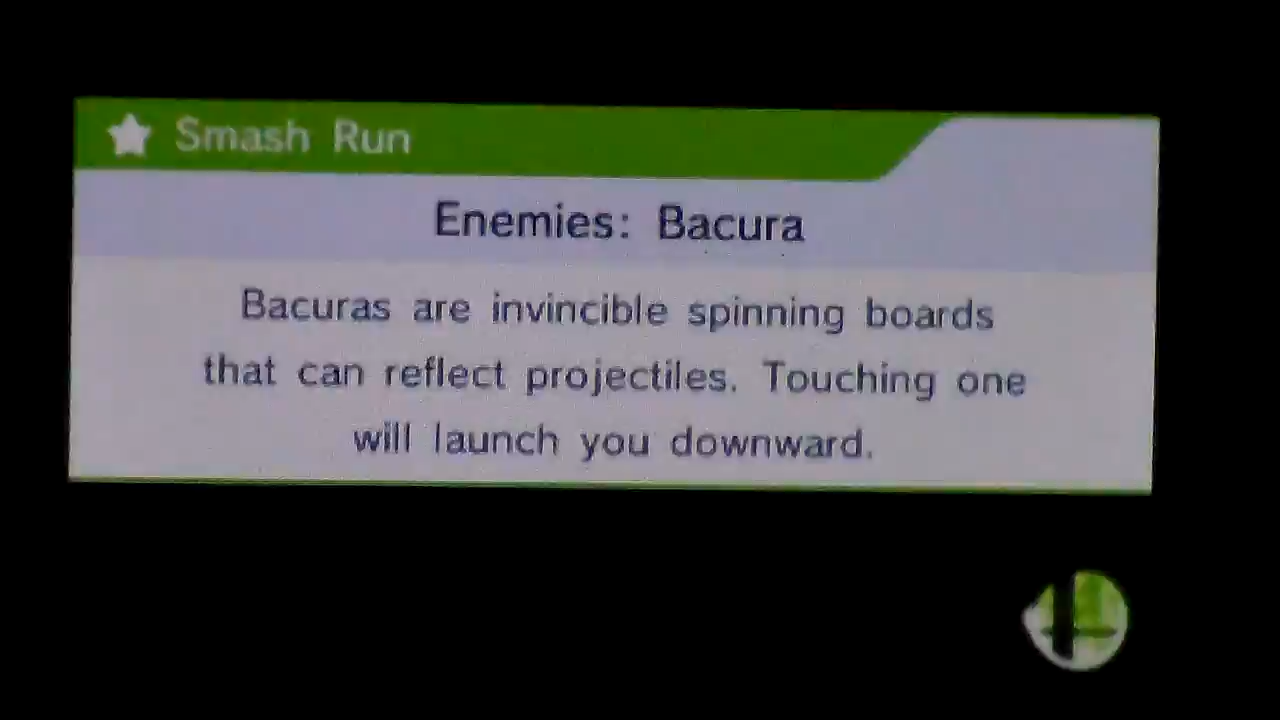 Smash Run
Enemies: Bacura
Bacuras are invincible spinning boards
that can reflect projectiles. Touching one
will launch you downward.